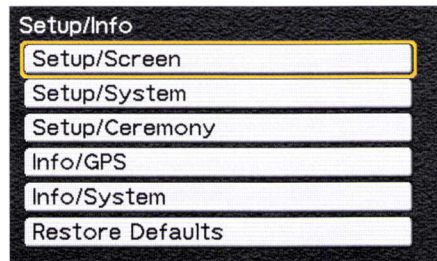 Setup/Info
Setup/Screen
Setup/System
Setup/Ceremony
Info/GPS
Info/System
Restore Defaults